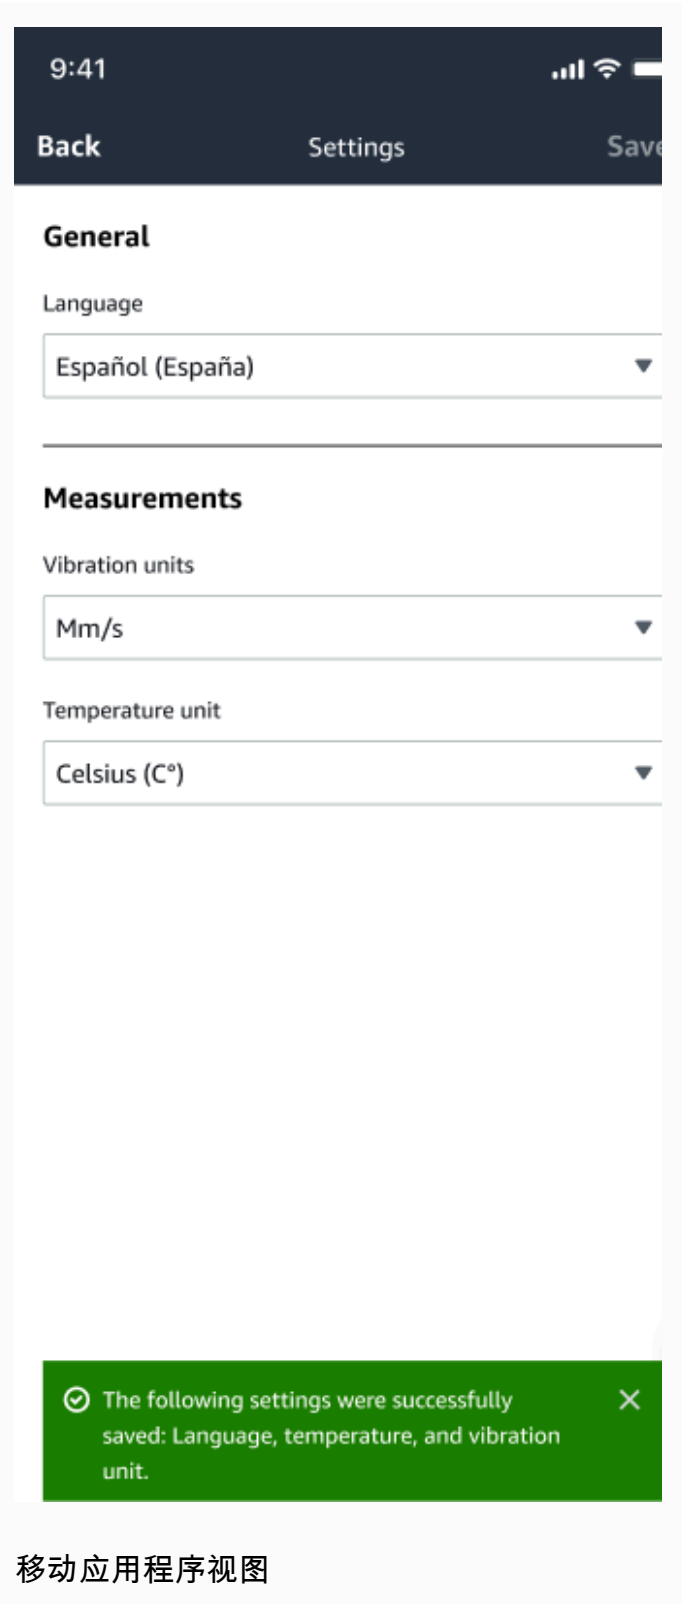 9:41
Back Settings Save
General
Language
Español (España)
Measurements
Vibration units
Mm/s
Temperature unit
Celsius (C°)
The following settings were successfully
saved: Language, temperature, and vibration
unit.
移动应用程序视图